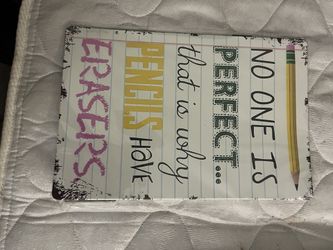 NO ONE IS
PERFECT...
that is why
PENCILS HAVE
ERASERS.